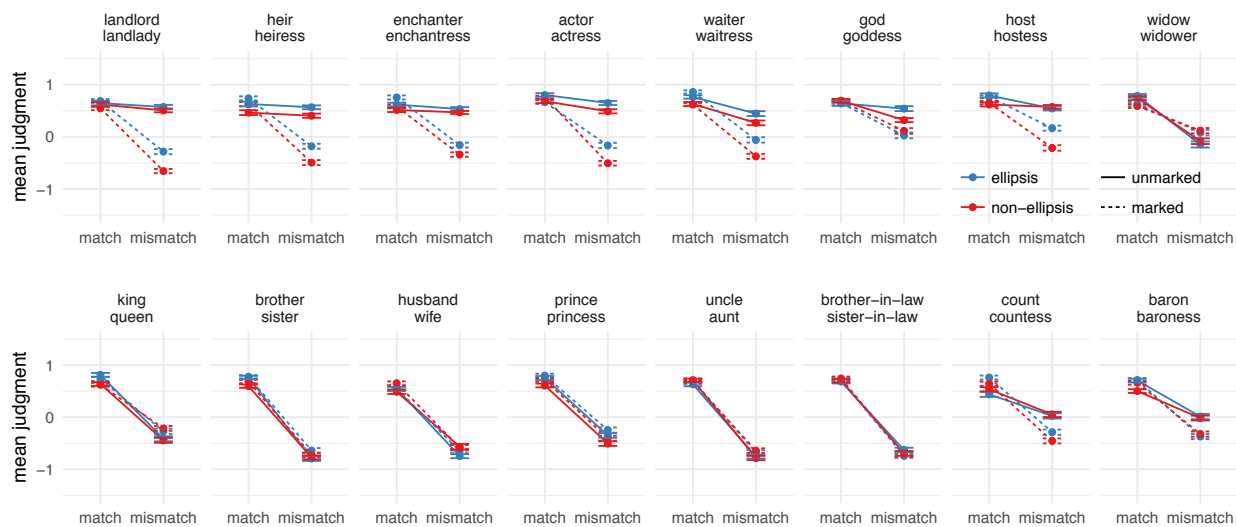 landlord heir enchanter actor waiter god host widow
landlady heiress enchantress actress waitress goddess hostess widower
mean judgment
1
0
−1
ellipsis unmarked
non−ellipsis marked
match mismatch match mismatch match mismatch match mismatch match mismatch match mismatch match mismatch match mismatch
king brother husband prince uncle brother−in−law count baron
queen sister wife princess aunt sister−in−law countess baroness
mean judgment
1
0
−1
match mismatch match mismatch match mismatch match mismatch match mismatch match mismatch match mismatch match mismatch